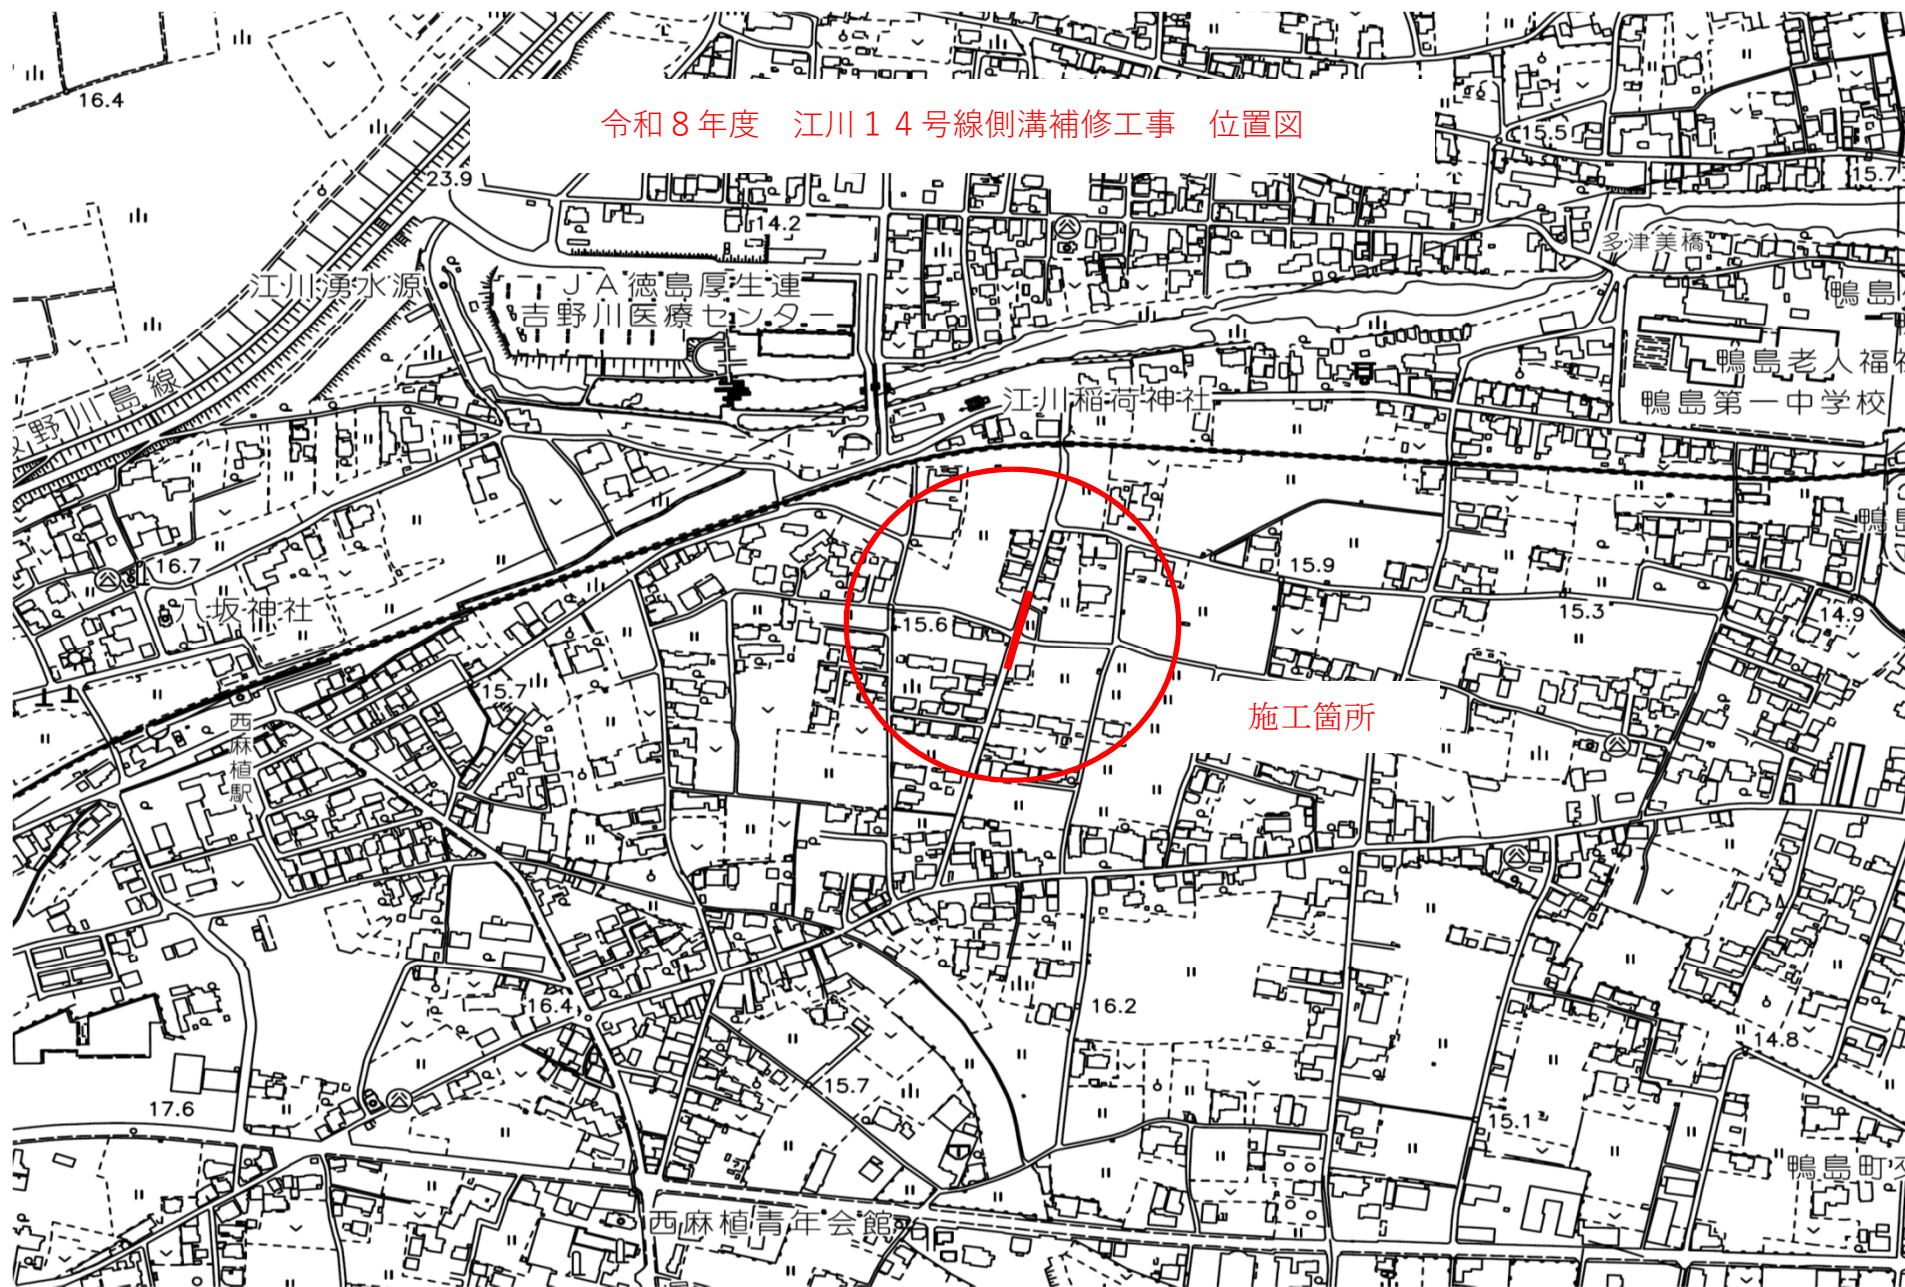 令和８年度　江川１４号線側溝補修工事　位置図
16.4
15.5
15.7
23.9
14.2
多津美橋
江川湧水源
ＪＡ徳島厚生連
吉野川医療センター
鴨島
鴨島老人福祉
鴨島第一中学校
野川島線
江川稲荷神社
鴨島
16.7
15.9
八坂神社
15.6
15.3
14.9
15.7
施工箇所
西麻植駅
16.4
16.2
14.8
15.7
17.6
15.1
鴨島町
西麻植青年会館